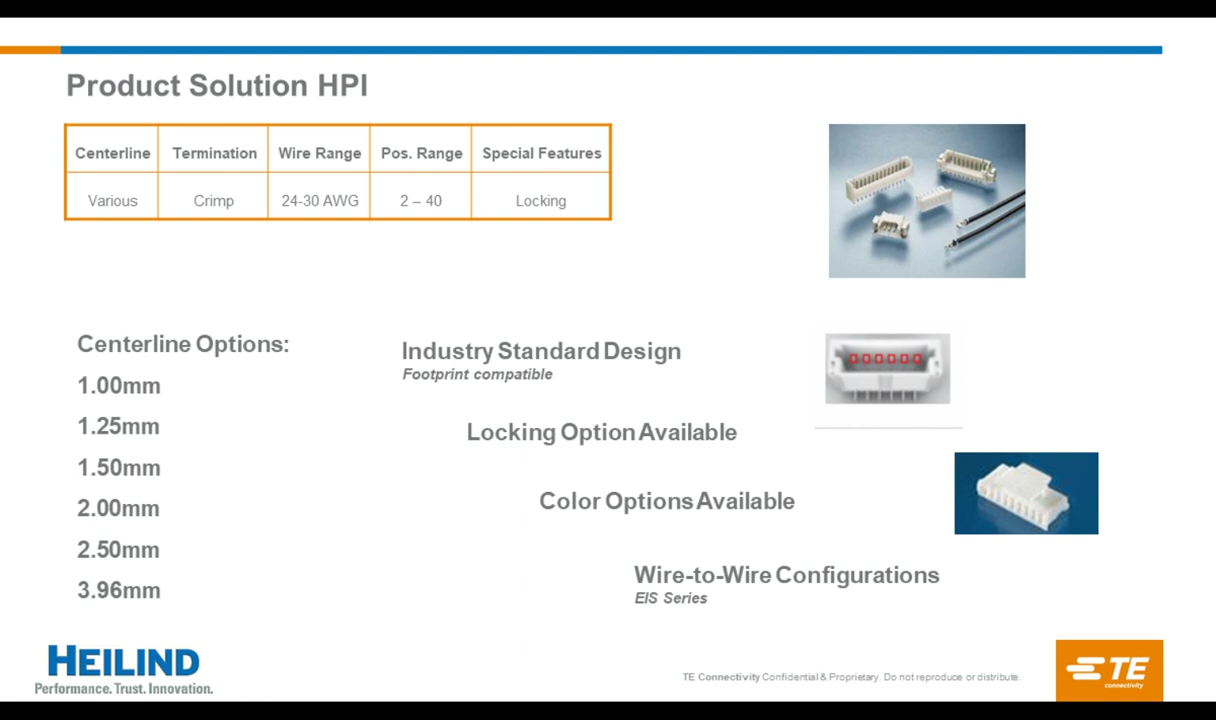 Product Solution HPI
Centerline Termination Wire Range Pos. Range Special Features
Various Crimp 24-30 AWG 2 – 40 Locking
Centerline Options:
1.00mm
1.25mm
1.50mm
2.00mm
2.50mm
3.96mm
Industry Standard Design
Footprint compatible
Locking Option Available
Color Options Available
Wire-to-Wire Configurations
EIS Series
HEILIND
Performance. Trust. Innovation.
TE Connectivity Confidential & Proprietary. Do not reproduce or distribute.
TE
connectivity